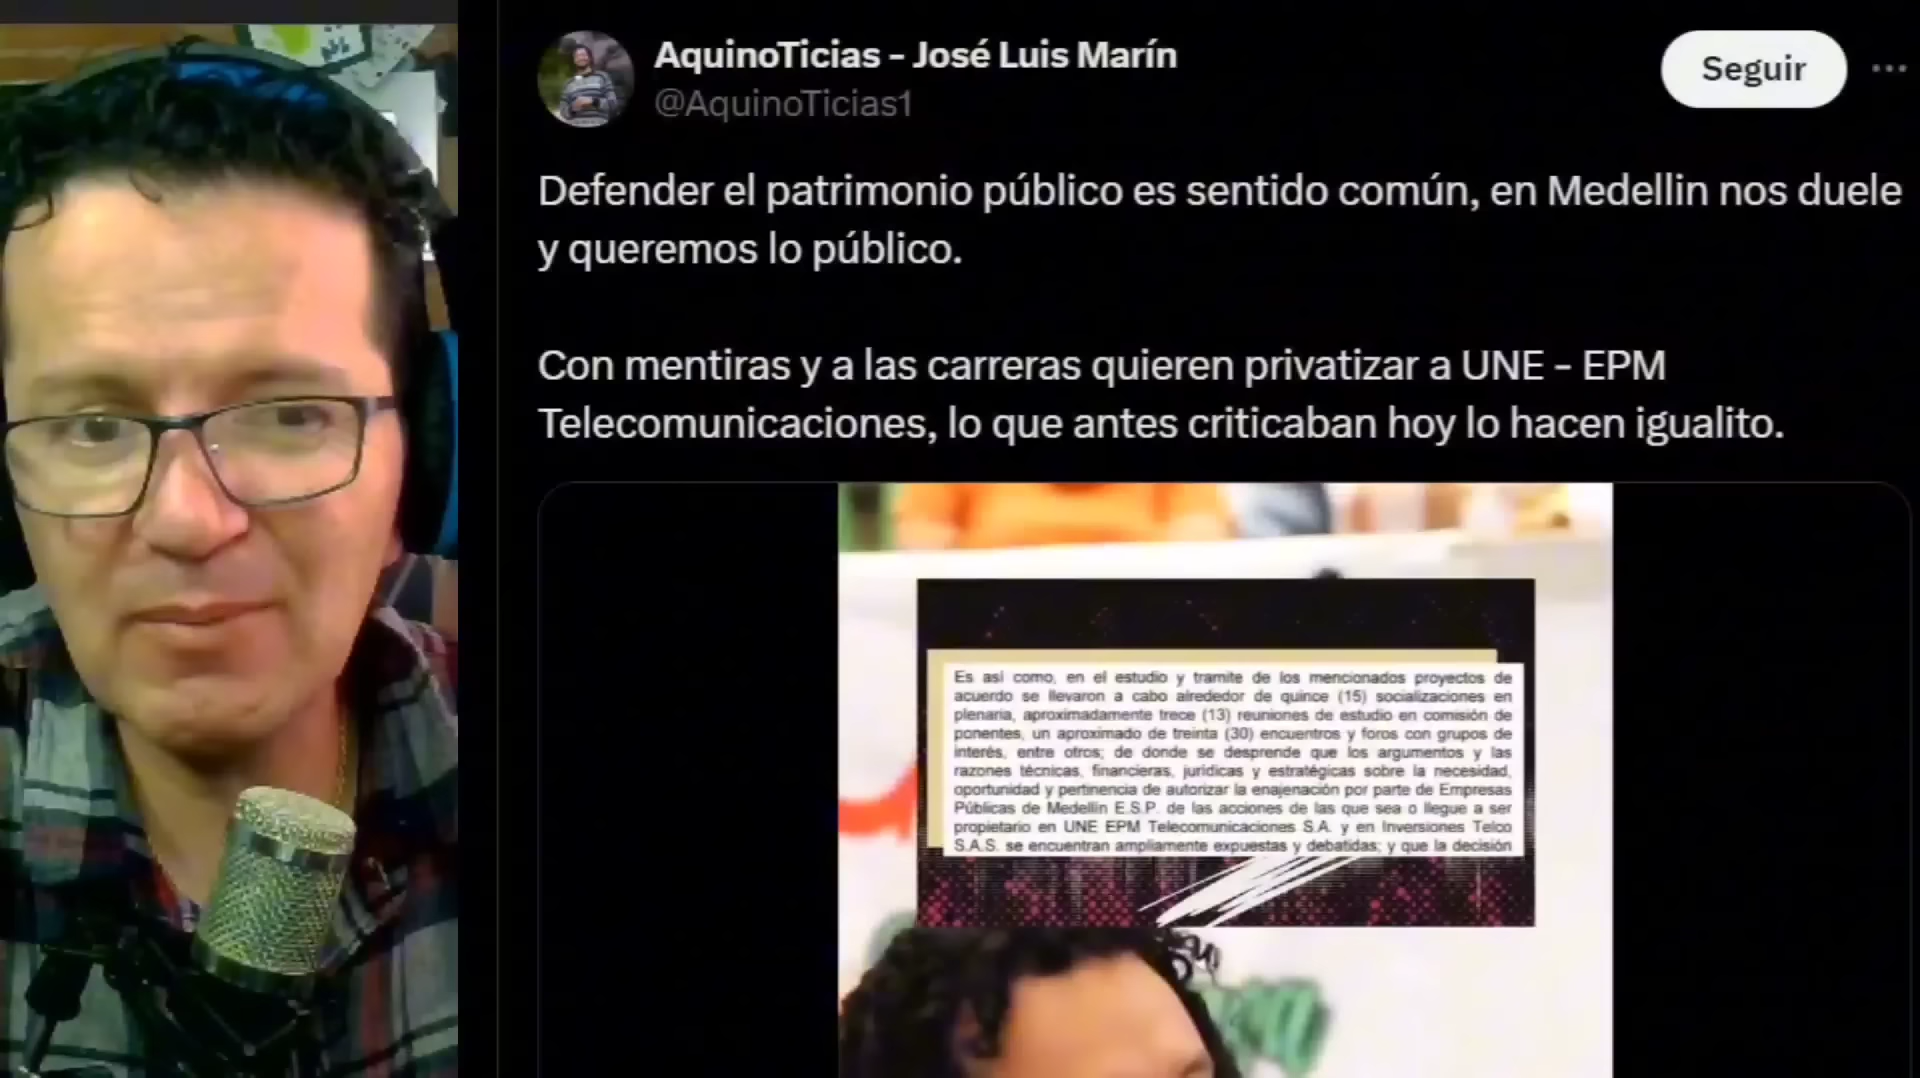 AquinoTicias - José Luis Marín
@AquinoTicias1
Seguir
Defender el patrimonio público es sentido común, en Medellin nos duele
y queremos lo público.
Con mentiras y a las carreras quieren privatizar a UNE - EPM
Telecomunicaciones, lo que antes criticaban hoy lo hacen igualito.
Es así como, en el estudio y tramite de los mencionados proyectos de
acuerdo se llevaron a cabo alrededor de quince (15) socializaciones en
plenaria, aproximadamente trece (13) reuniones de estudio en comisión de
ponentes, un aproximado de treinta (30) encuentros y foros con grupos de
interés, entre otros; de donde se desprende que los argumentos y las
razones técnicas, financieras, jurídicas y estratégicas sobre la necesidad,
oportunidad y pertinencia de autorizar la enajenación por parte de Empresas
Públicas de Medellín E.S.P. de las acciones de las que sea o llegue a ser
propietario en UNE EPM Telecomunicaciones S.A. y en Inversiones Telco
S.A.S. se encuentran ampliamente expuestas y debatidas; y que la decisión